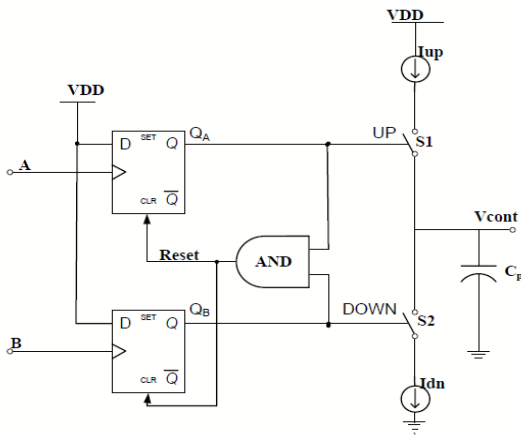 VDD
Iup
VDD
SET
D Q
QA
UP
S1
A
CLR Q
Vcont
Reset
AND
Cp
SET
D Q
QB
DOWN
S2
B
CLR Q
Idn